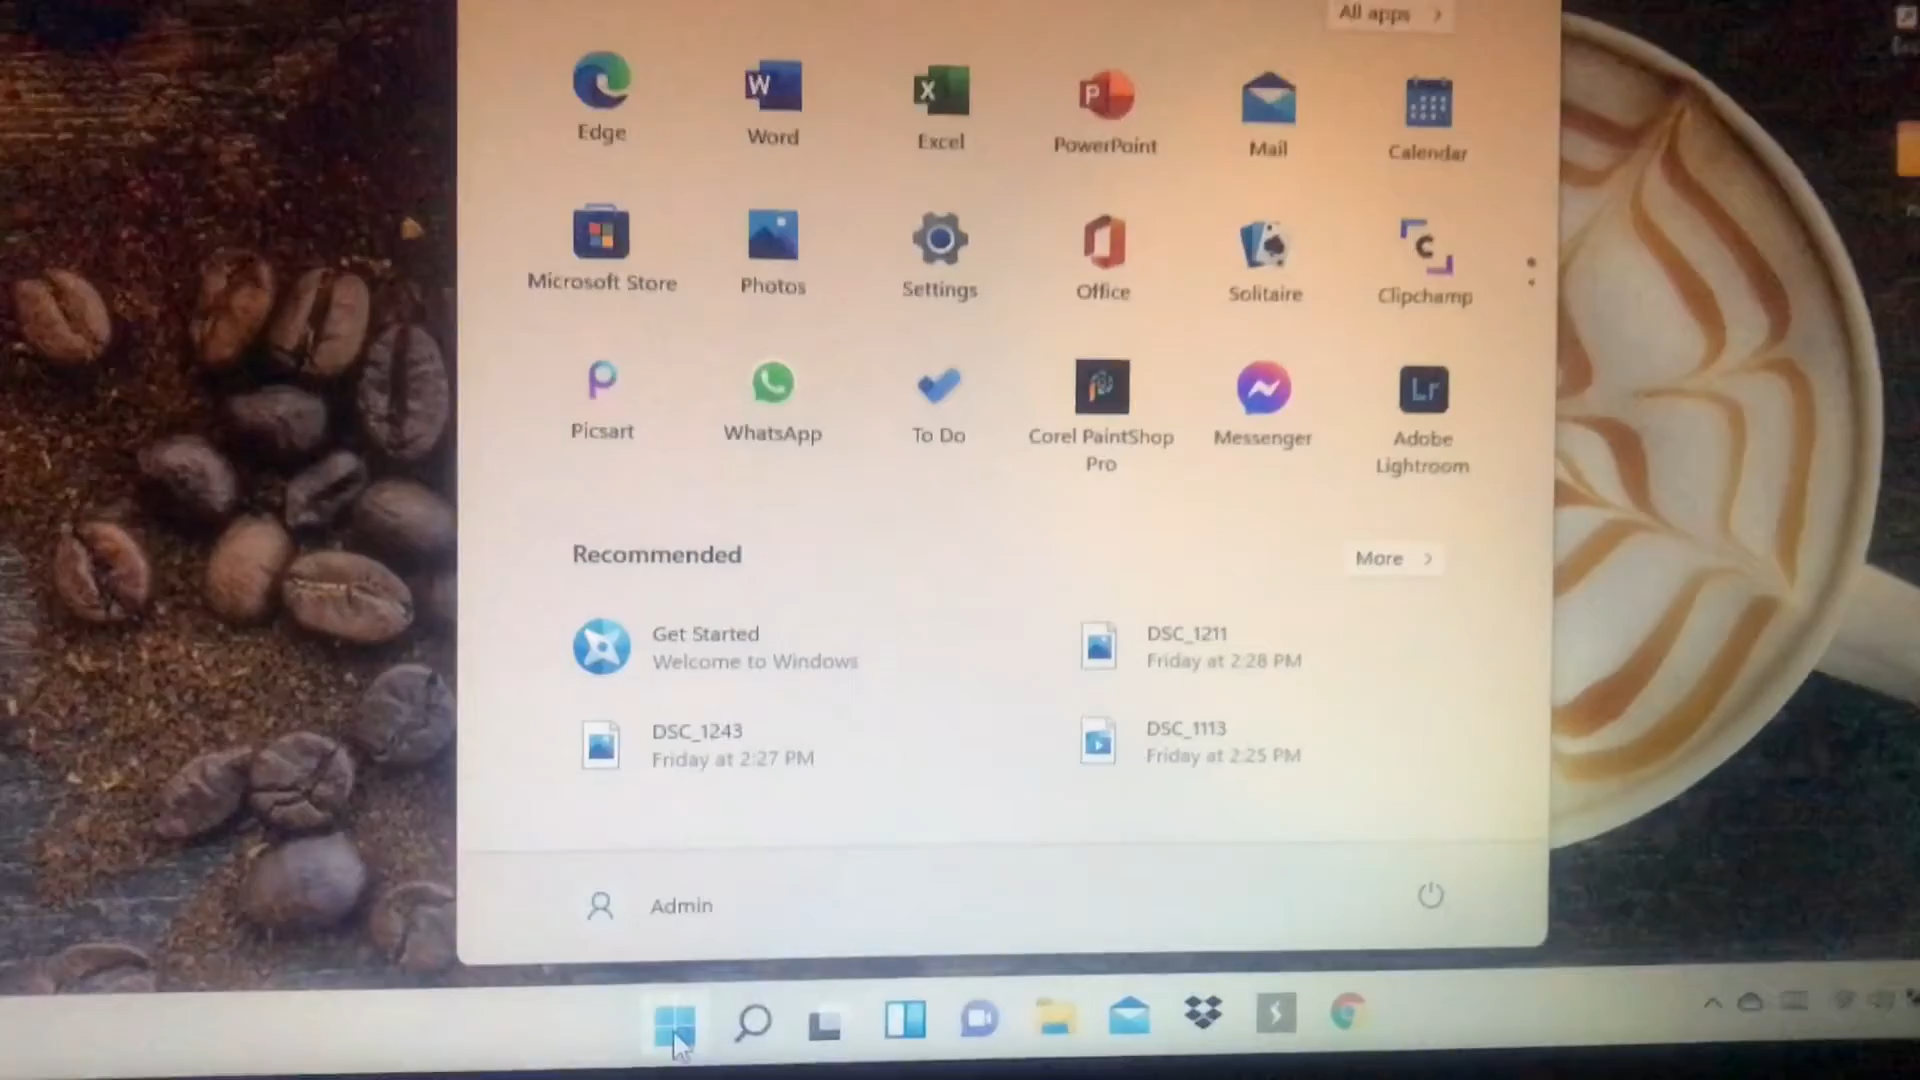 All apps
Edge
Word
Excel
PowerPoint
Mail
Calendar
Microsoft Store
Photos
Settings
Office
Solitaire
Clipchamp
Picsart
WhatsApp
To Do
Corel PaintShop
Pro
Messenger
Adobe
Lightroom
Recommended
More
Get Started
Welcome to Windows
DSC_1211
Friday at 2:28 PM
DSC_1243
Friday at 2:27 PM
DSC_1113
Friday at 2:25 PM
Admin